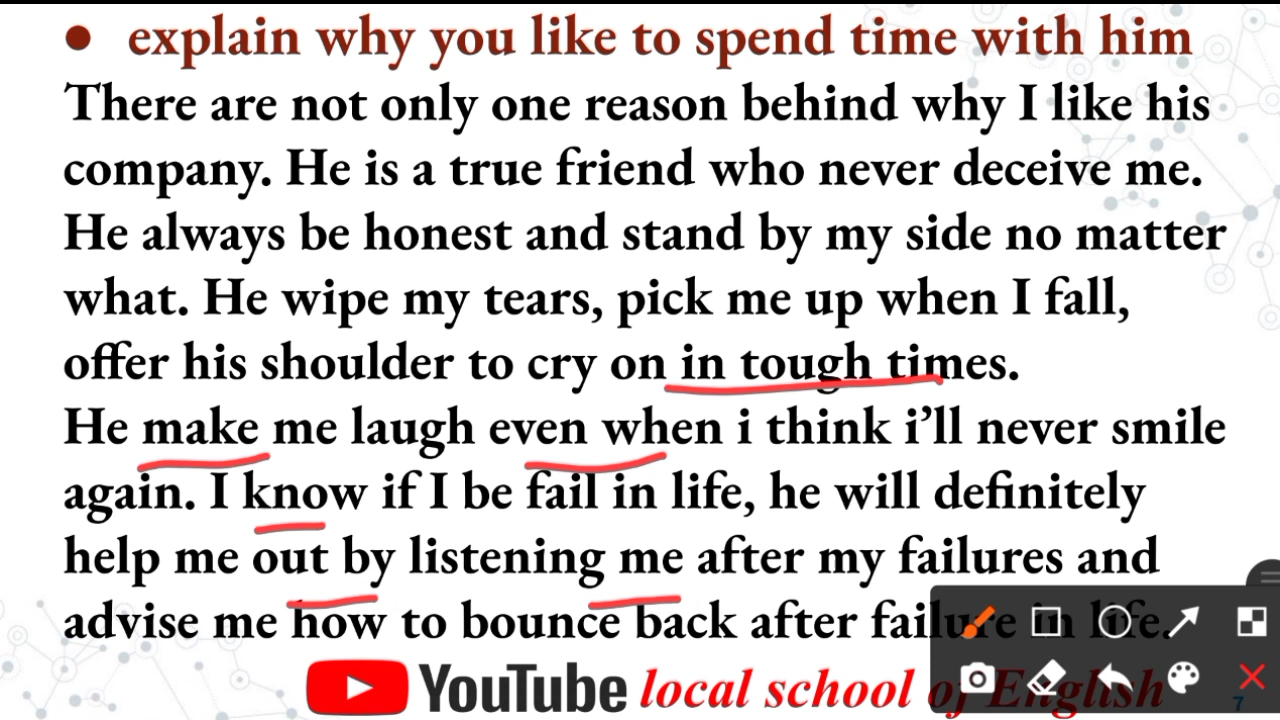 • explain why you like to spend time with him
There are not only one reason behind why I like his
company. He is a true friend who never deceive me.
He always be honest and stand by my side no matter
what. He wipe my tears, pick me up when I fall,
offer his shoulder to cry on in tough times.
He make me laugh even when i think i’ll never smile
again. I know if I be fail in life, he will definitely
help me out by listening me after my failures and
advise me how to bounce back after failure in life.
YouTube local school of English
7